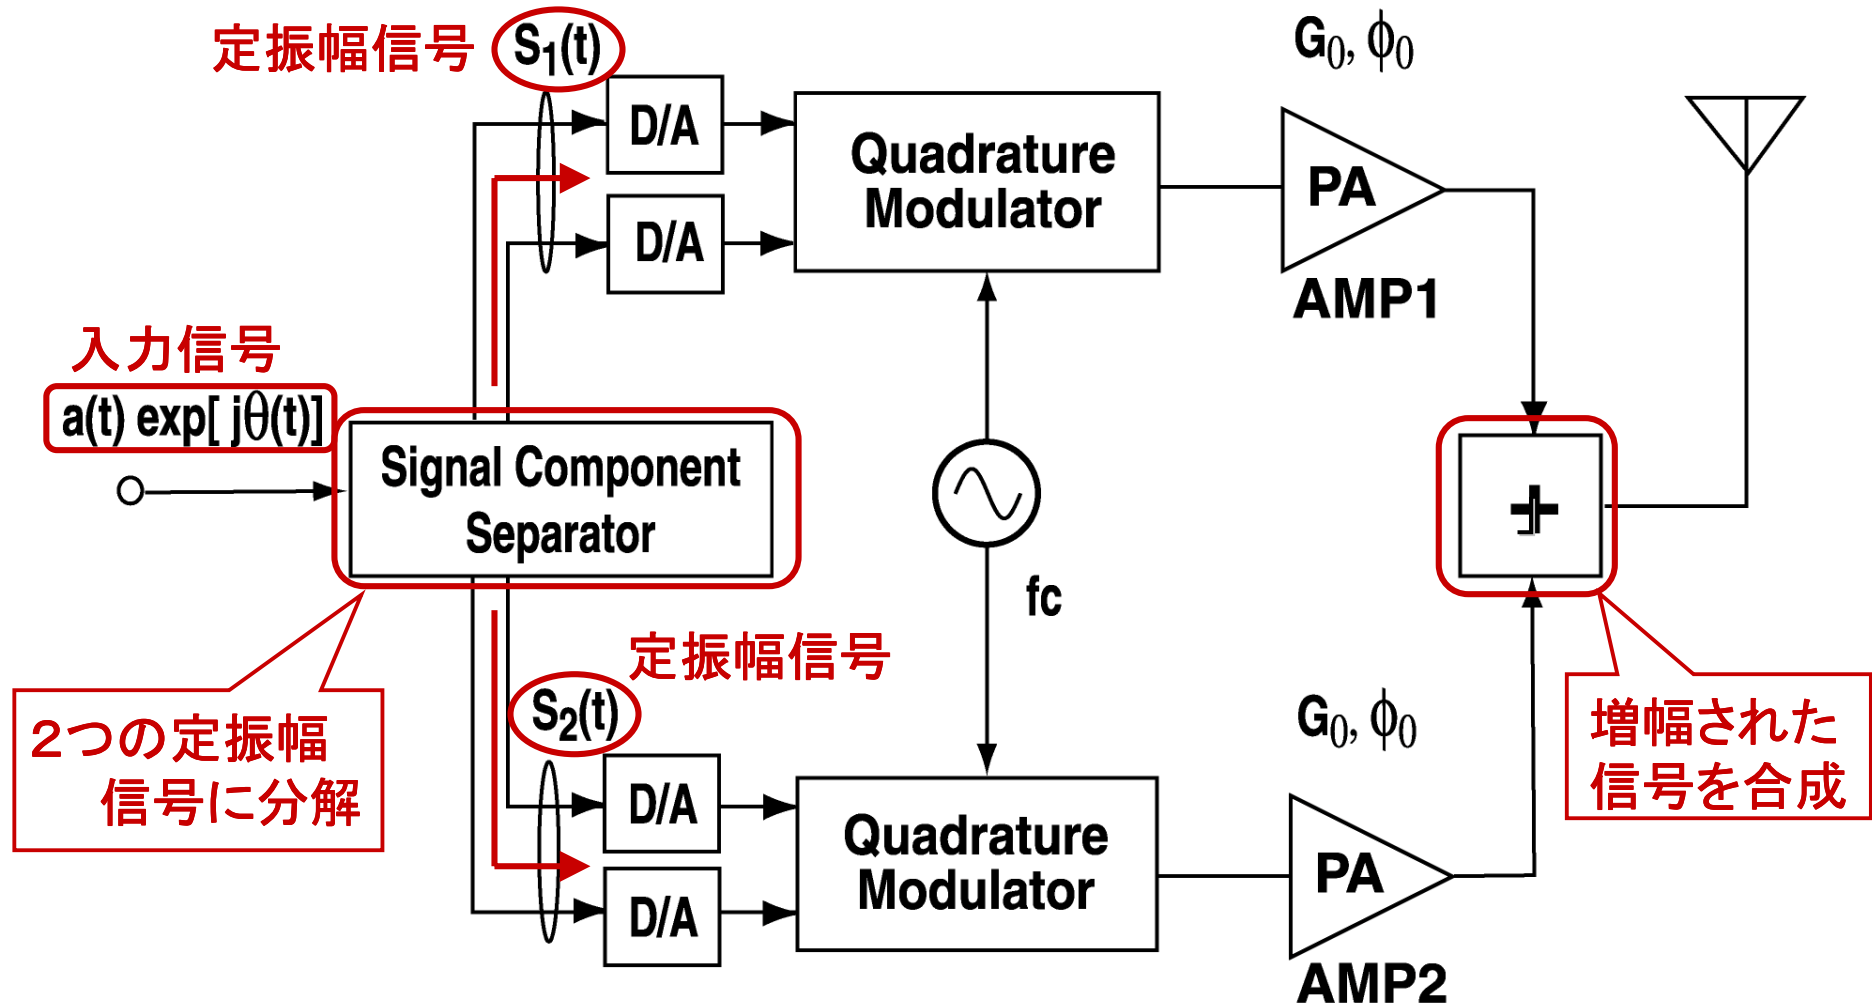 定振幅信号
S1(t)
G0, ϕ0
D/A
Quadrature
Modulator
PA
D/A
AMP1
入力信号
a(t) exp[ jθ(t)]
Signal Component
Separator
+
fc
定振幅信号
S2(t)
G0, ϕ0
2つの定振幅
信号に分解
増幅された
信号を合成
D/A
Quadrature
Modulator
PA
D/A
AMP2